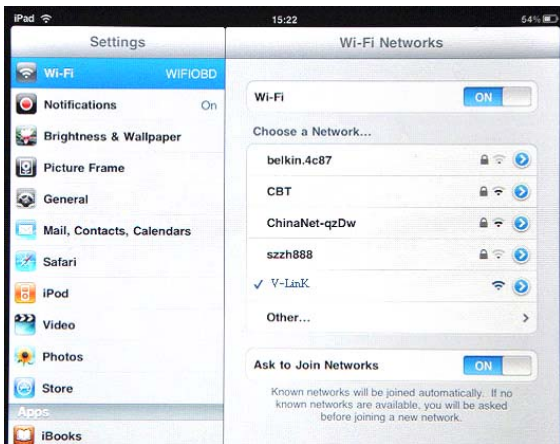 iPad 15:22 54%
Settings
Wi-Fi Networks
Wi-Fi WIFIOBD
Notifications On
Brightness & Wallpaper
Picture Frame
General
Mail, Contacts, Calendars
Safari
iPod
Video
Photos
Store
Apps
iBooks
Wi-Fi ON
Choose a Network...
belkin.4c87
CBT
ChinaNet-qzDw
szzh888
✓ V-LinK
Other...
Ask to Join Networks ON
Known networks will be joined automatically. If no
known networks are available, you will be asked
before joining a new network.